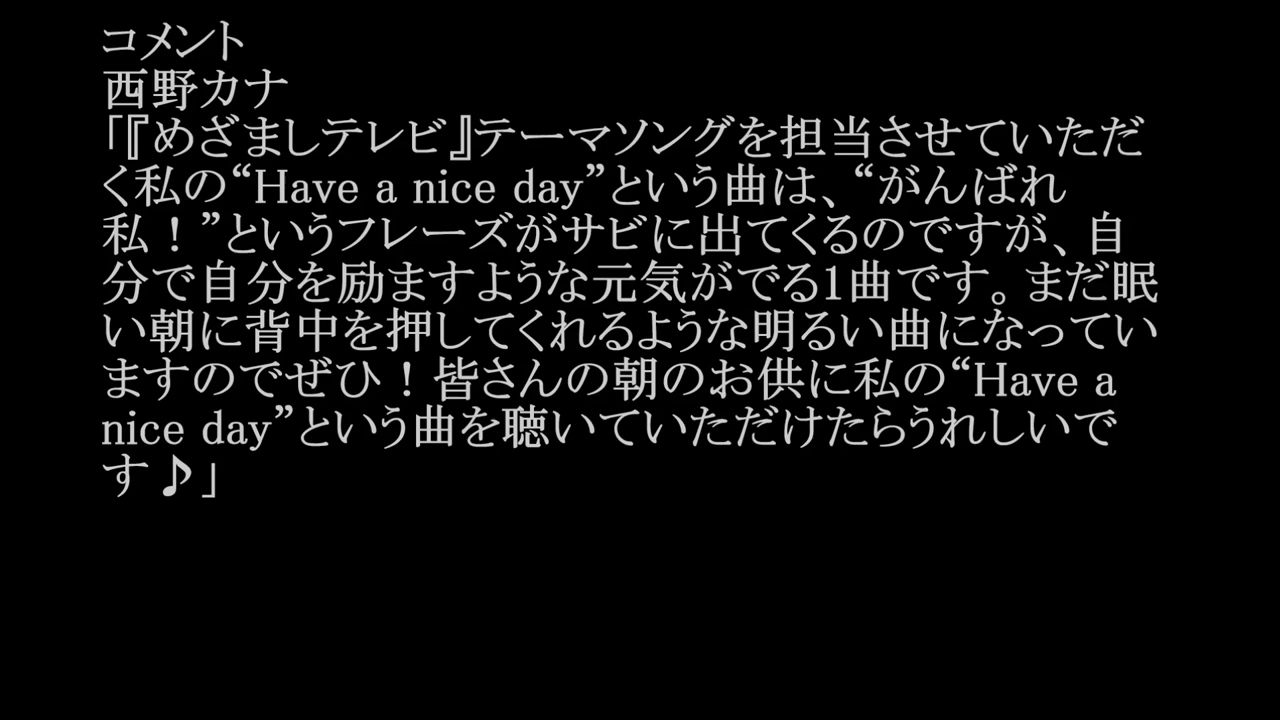 コメント
西野カナ
「『めざましテレビ』テーマソングを担当させていただ
く私の“Have a nice day”という曲は、“がんばれ
私！”というフレーズがサビに出てくるのですが、自
分で自分を励ますような元気がでる1曲です。まだ眠
い朝に背中を押してくれるような明るい曲になってい
ますのでぜひ！皆さんの朝のお供に私の“Have a
nice day”という曲を聴いていただけたらうれしいで
す♪」